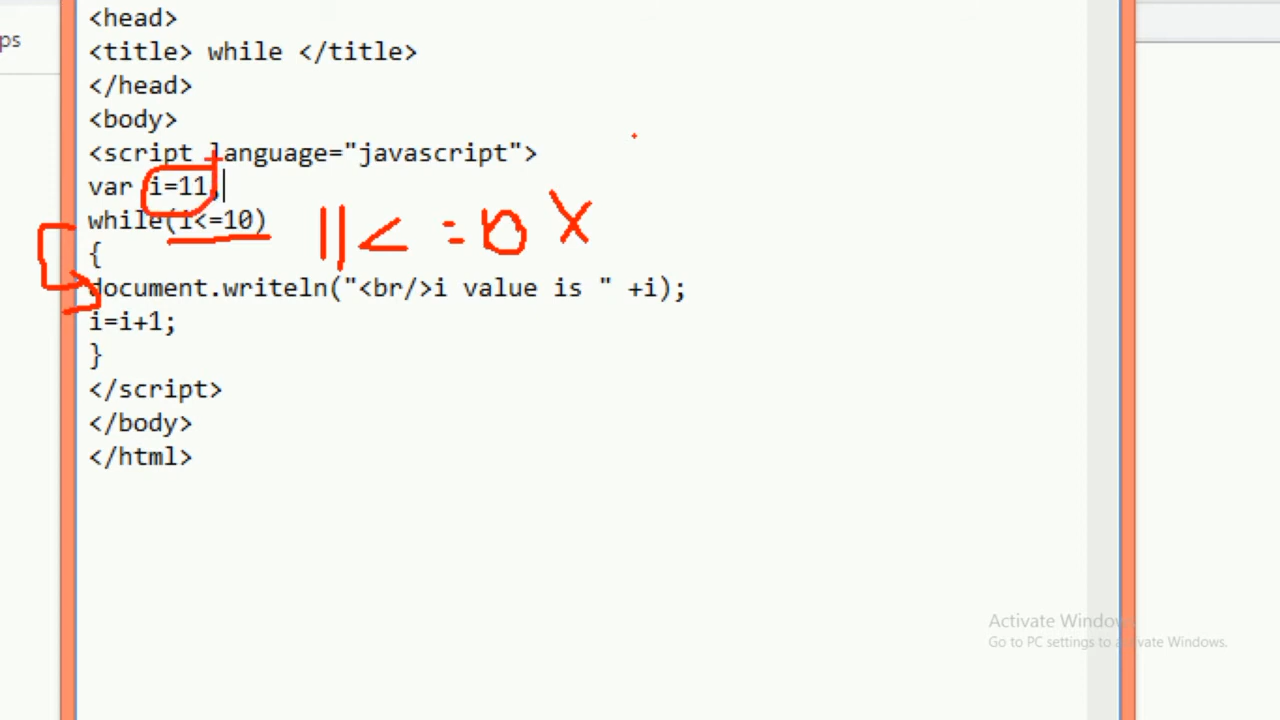 <head>
ps
<title> while </title>
</head>
<body>
<script language="javascript">
var i=11;
while(i<=10)
11<=10 X
{
document.writeln("<br/>i value is " +i);
i=i+1;
}
</script>
</body>
</html>
Activate Windows
Go to PC settings to activate Windows.